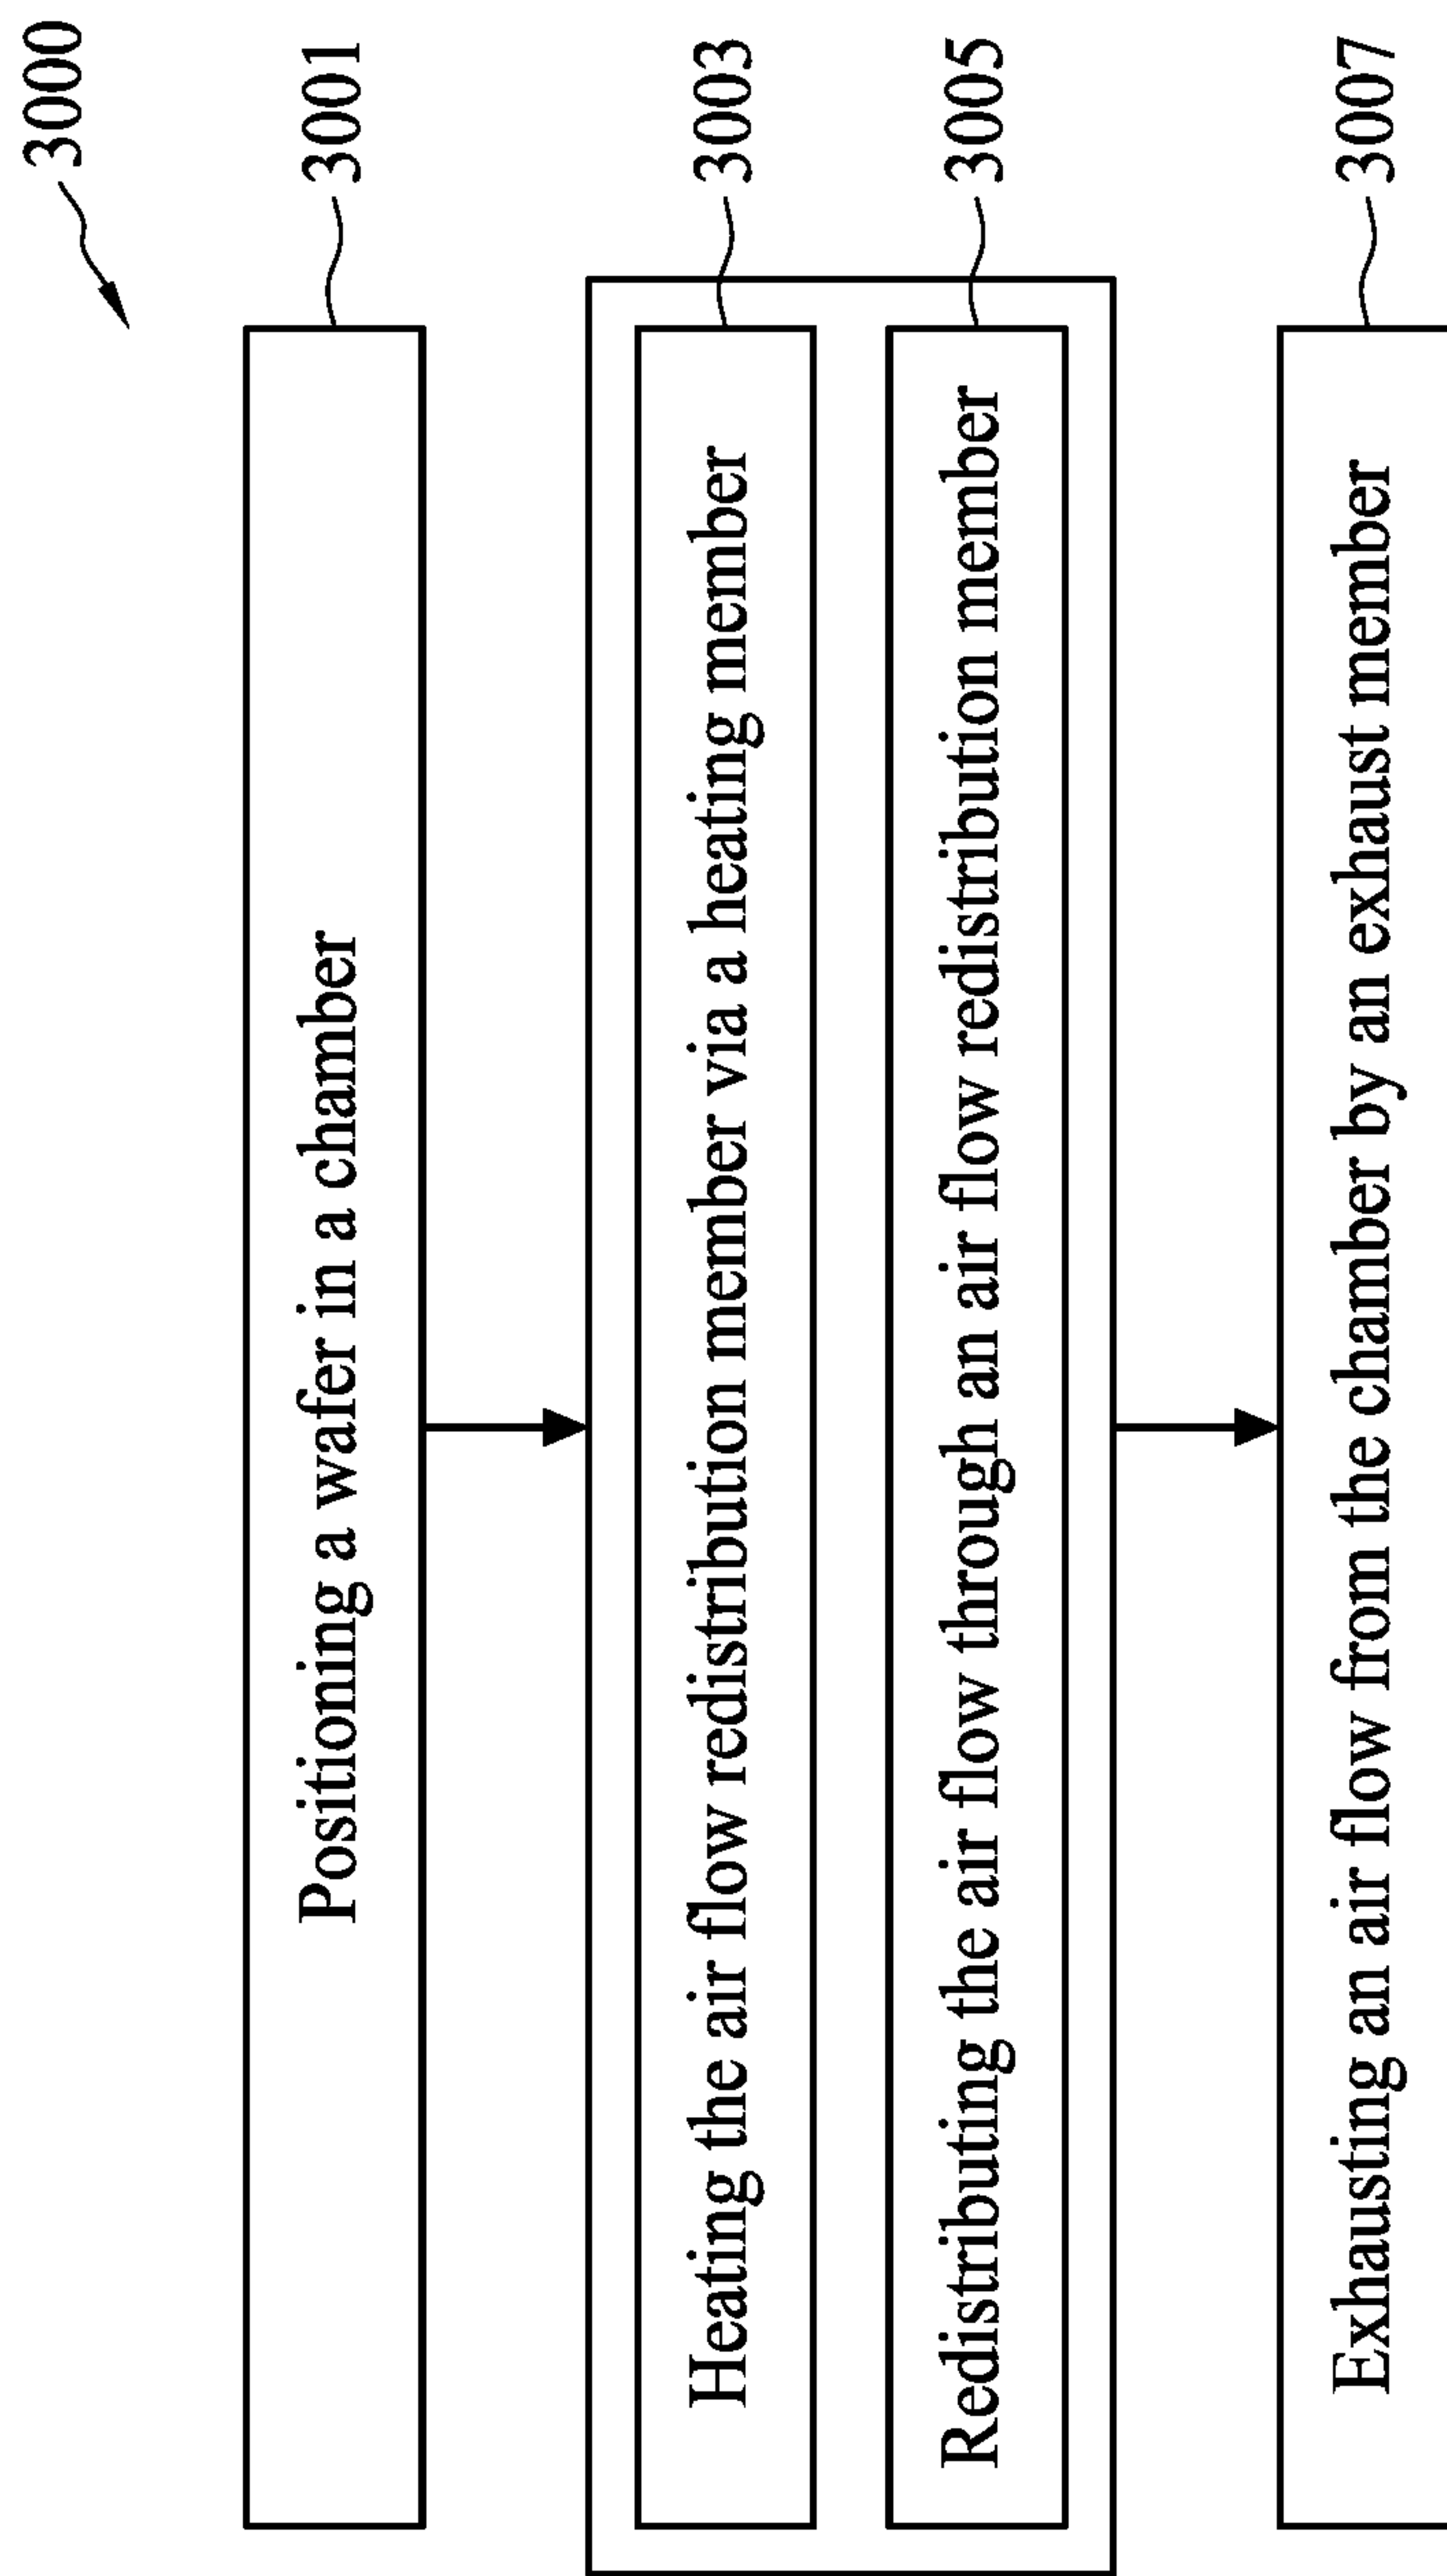 3000
Positioning a wafer in a chamber
3001
Heating the air flow redistribution member via a heating member
3003
Redistributing the air flow through an air flow redistribution member
3005
Exhausting an air flow from the chamber by an exhaust member
3007